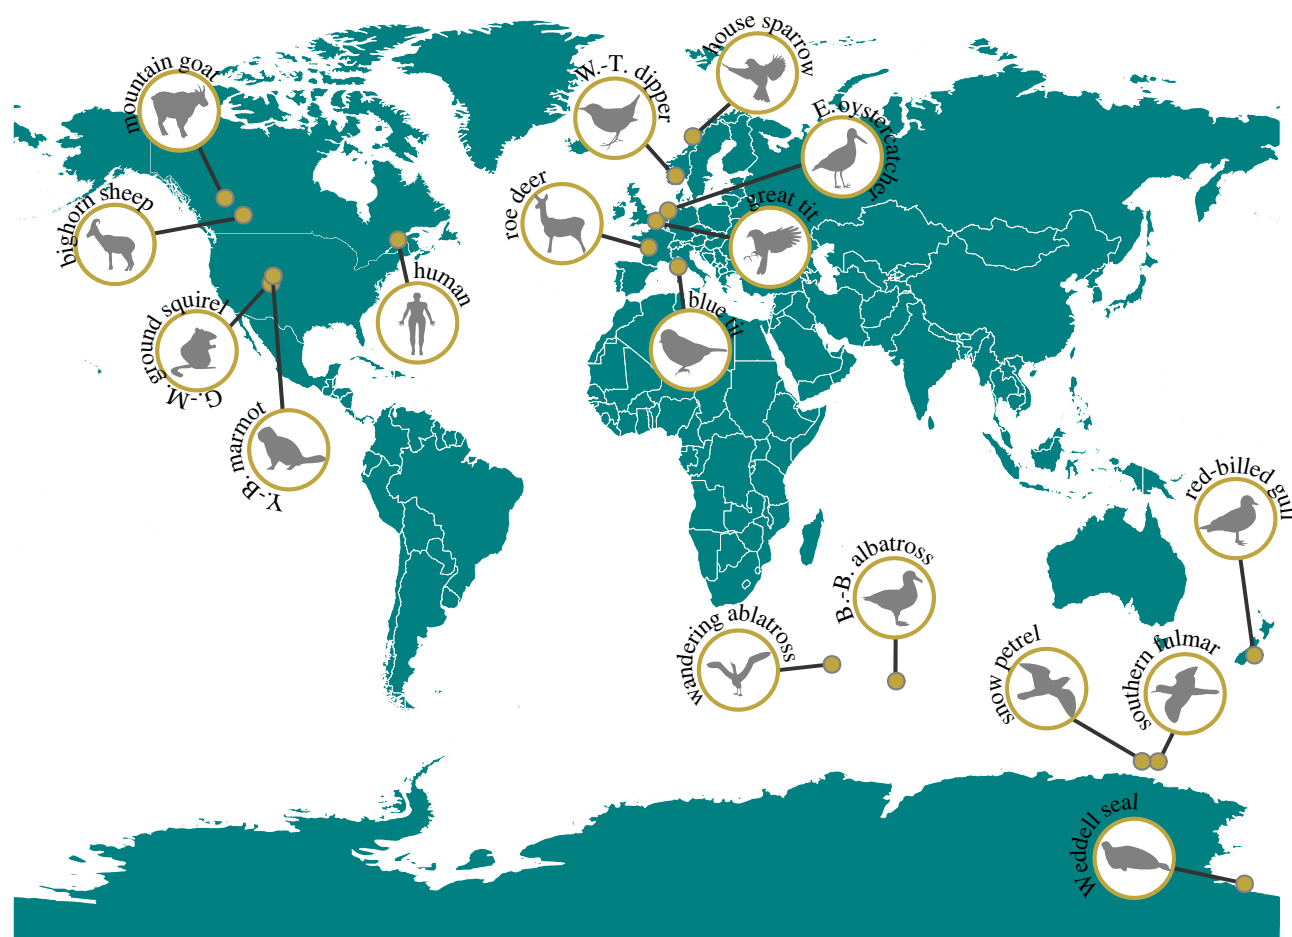 house sparrow
mountain goat
W.-T. dipper
E.oystercatcher
roe deer
great tit
bighorn sheep
human
G.-M. ground squirrel
blue tit
Y.-B. marmot
red-billed gull
B.-B. albatross
wandering ablatross
snow petrel
southern fulmar
Weddell seal